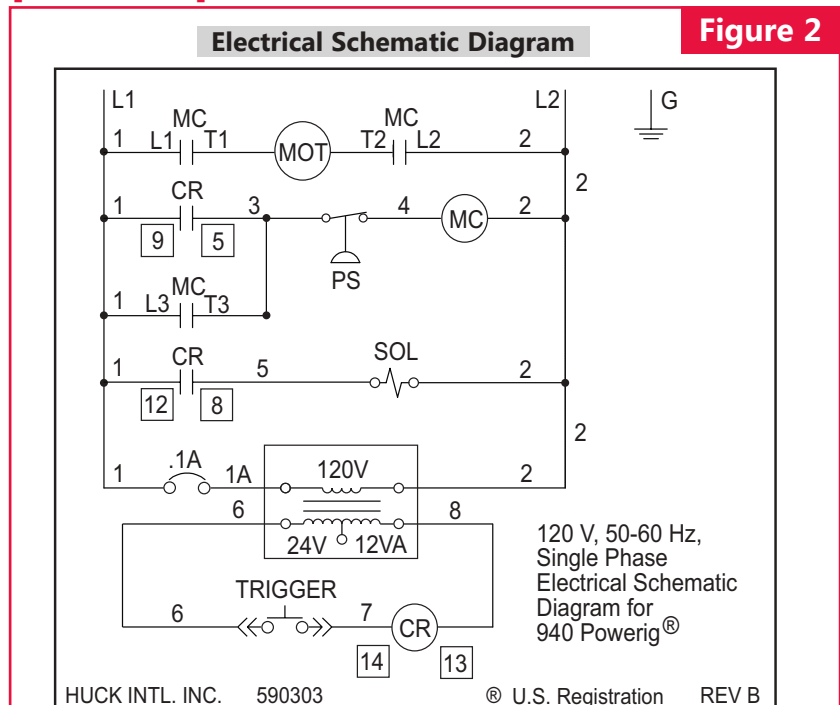 Figure 2
Electrical Schematic Diagram
L1 L2 G
MC MC
1 L1 T1 MOT T2 L2 2
2
CR
1 3 4 MC 2
9 5
PS
MC
1 L3 T3
CR SOL
1 5 2
12 8
2
.1A 120V
1 1A 2
6 8
24V 12VA
120 V, 50-60 Hz,
Single Phase
Electrical Schematic
Diagram for
940 Powerig®
TRIGGER
6 7 CR
14 13
HUCK INTL. INC. 590303 ® U.S. Registration REV B